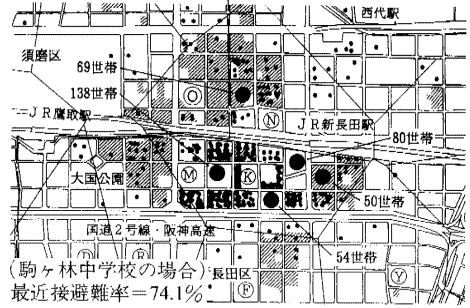 西代駅
須磨区
69世帯
138世帯
O
N
JR鷹取駅
JR新長田駅
80世帯
大国公園
M
K
50世帯
国道2号線・阪神高速
54世帯
(駒ヶ林中学校の場合)
長田区
F
Y
最近接避難率=74.1%